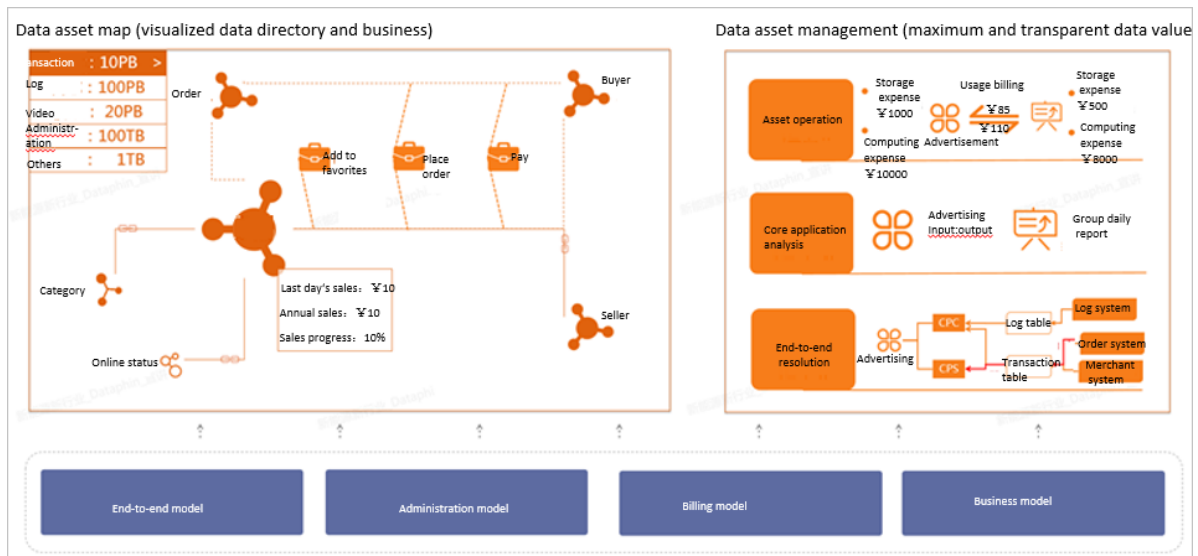 Data asset map (visualized data directory and business)
ansaction : 10PB >
Log : 100PB
Video : 20PB
Administr-
ation : 100TB
Others : 1TB
Order
Buyer
Add to
favorites
Place
order
Pay
Category
Last day's sales: ￥10
Annual sales: ￥10
Sales progress: 10%
Seller
Online status
Data asset management (maximum and transparent data value
Asset operation
Storage
expense
￥1000
Computing
expense
￥10000
Usage billing
￥85
￥110
Advertisement
Storage
expense
￥500
Computing
expense
￥8000
Core application
analysis
Advertising
Input:output
Group daily
report
End-to-end
resolution
Advertising
CPC
CPS
Log table
Transaction
table
Log system
Order system
Merchant
system
End-to-end model
Administration model
Billing model
Business model